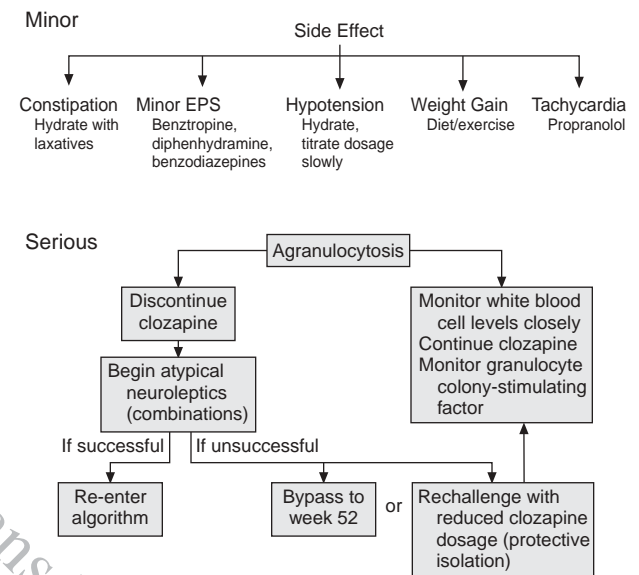 Minor
Side Effect
Constipation
Hydrate with
laxatives
Minor EPS
Benztropine,
diphenhydramine,
benzodiazepines
Hypotension
Hydrate,
titrate dosage
slowly
Weight Gain
Diet/exercise
Tachycardia
Propranolol
Serious
Agranulocytosis
Discontinue
clozapine
Monitor white blood
cell levels closely
Continue clozapine
Monitor granulocyte
colony-stimulating
factor
Begin atypical
neuroleptics
(combinations)
If successful
If unsuccessful
Re-enter
algorithm
Bypass to
week 52
or
Rechallenge with
reduced clozapine
dosage (protective
isolation)